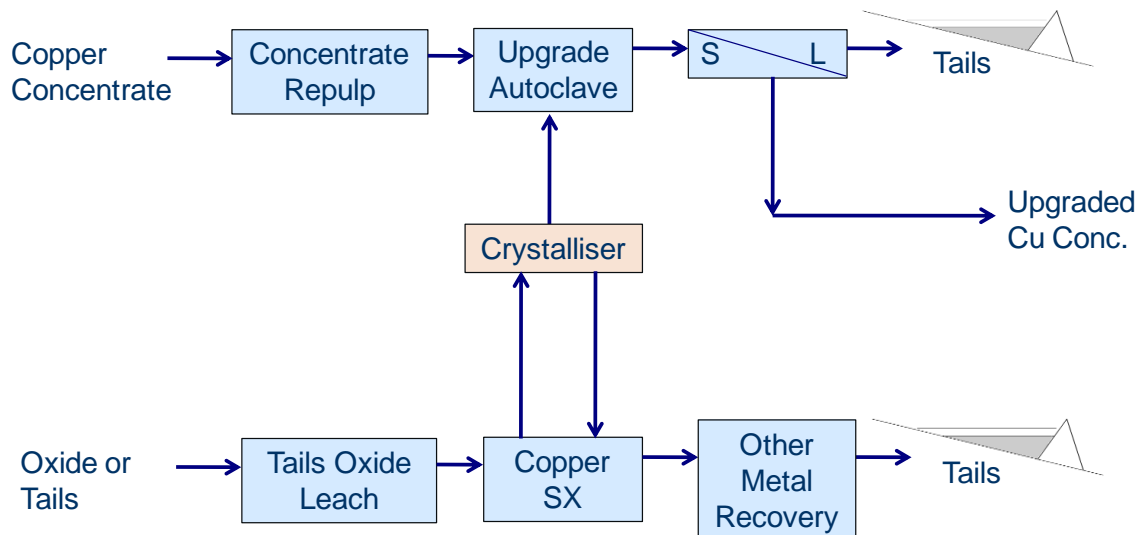 Copper
Concentrate
Concentrate
Repulp
Upgrade
Autoclave
S L
Tails
Upgraded
Cu Conc.
Crystalliser
Oxide or
Tails
Tails Oxide
Leach
Copper
SX
Other
Metal
Recovery
Tails